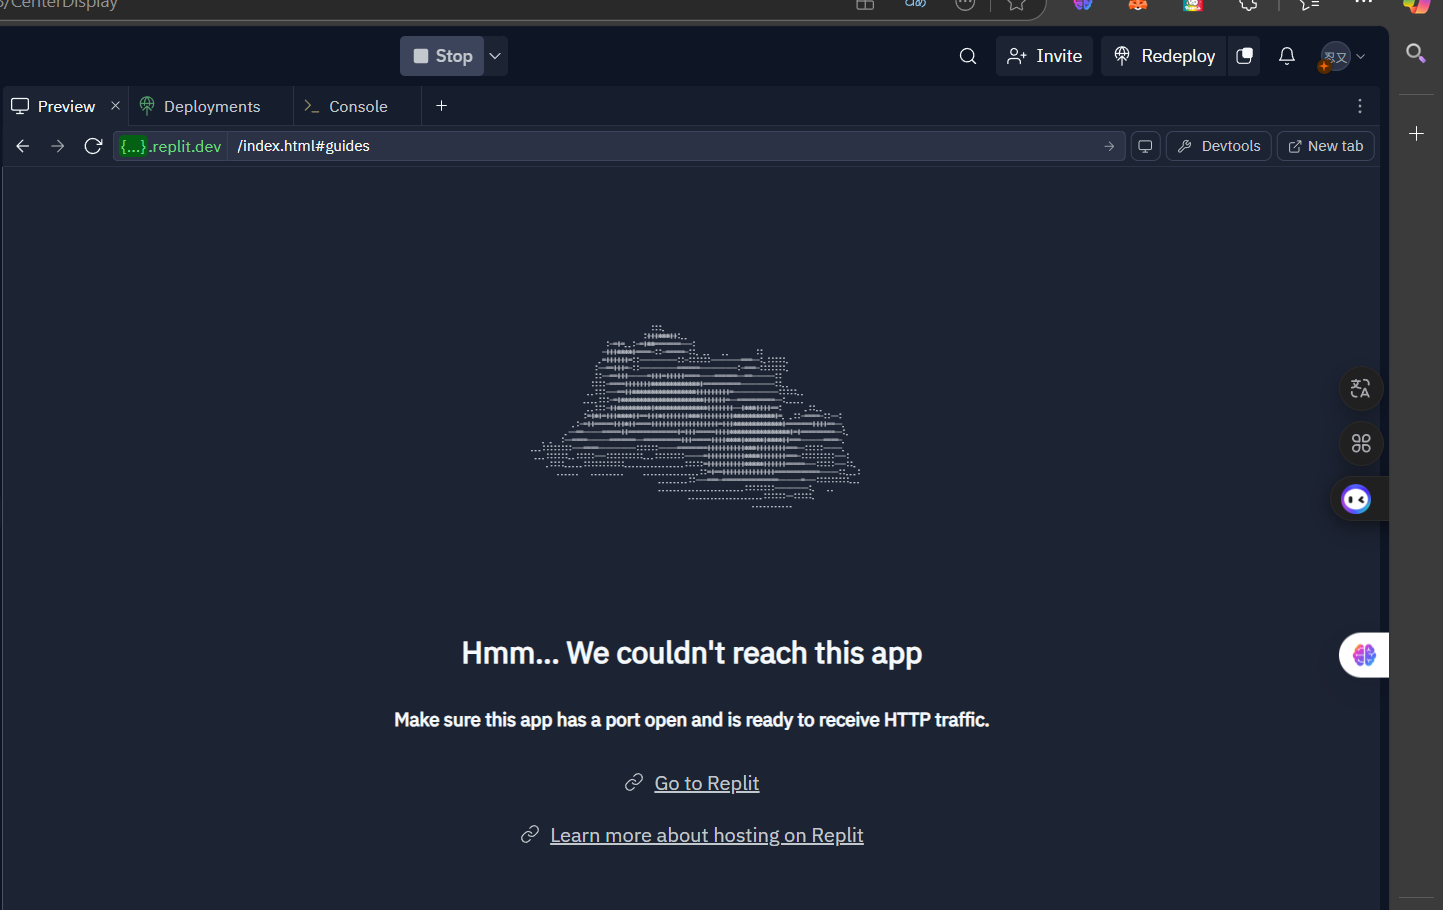 /CenterDisplay
Stop
Invite
Redeploy
Preview
Deployments
Console
{...}.replit.dev
/index.html#guides
Devtools
New tab
Hmm... We couldn't reach this app
Make sure this app has a port open and is ready to receive HTTP traffic.
Go to Replit
Learn more about hosting on Replit